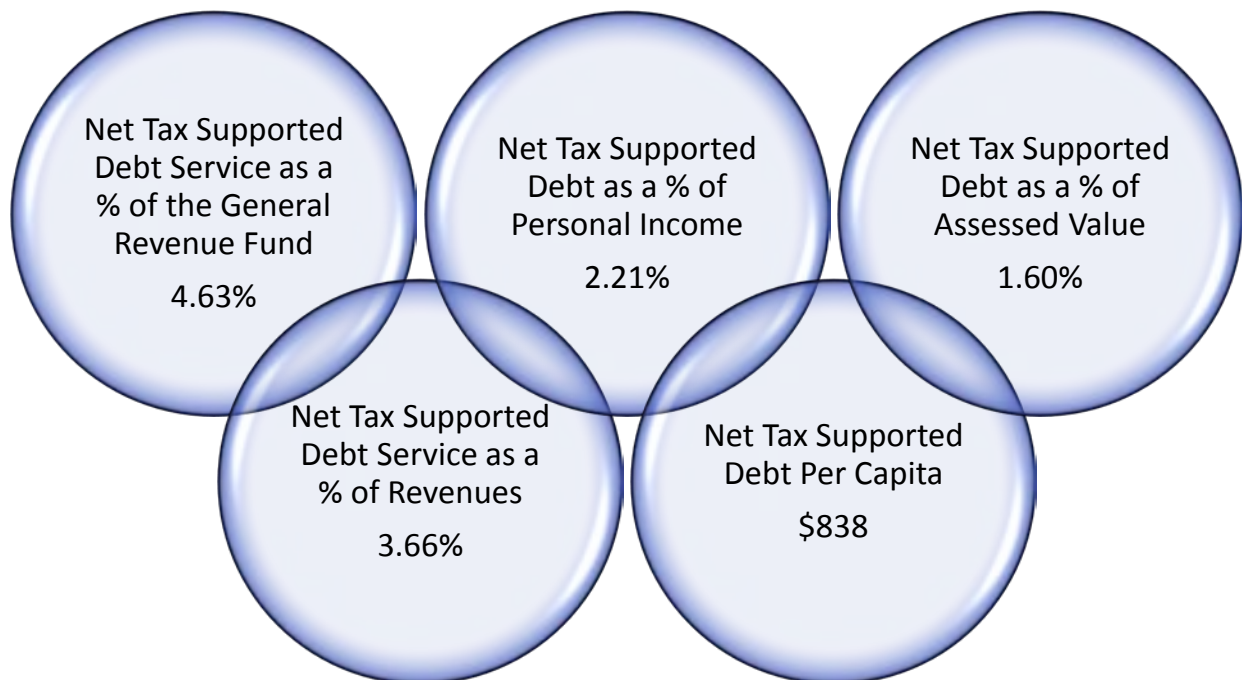 Net Tax Supported
Debt Service as a
% of the General
Revenue Fund
4.63%
Net Tax Supported
Debt as a % of
Personal Income
2.21%
Net Tax Supported
Debt as a % of
Assessed Value
1.60%
Net Tax Supported
Debt Service as a
% of Revenues
3.66%
Net Tax Supported
Debt Per Capita
$838